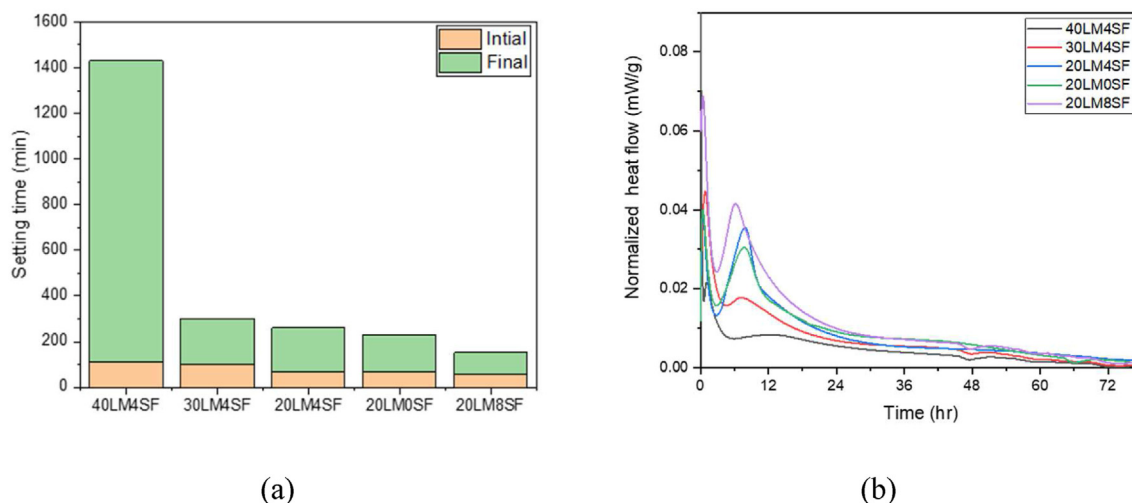 1600
1400
1200
1000
800
600
400
200
0
Setting time (min)
Intial
Final
40LM4SF 30LM4SF 20LM4SF 20LM0SF 20LM8SF
(a)
0.08
0.06
0.04
0.02
0.00
Normalized heat flow (mW/g)
40LM4SF
30LM4SF
20LM4SF
20LM0SF
20LM8SF
0 12 24 36 48 60 72
Time (hr)
(b)